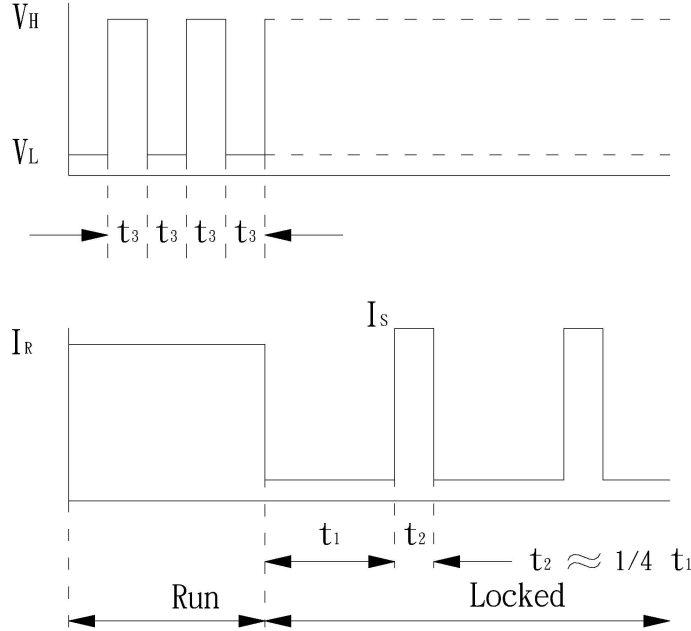 VH
VL
t3 t3 t3 t3
IS
IR
t1 t2
t2 ≈ 1/4 t1
Run Locked